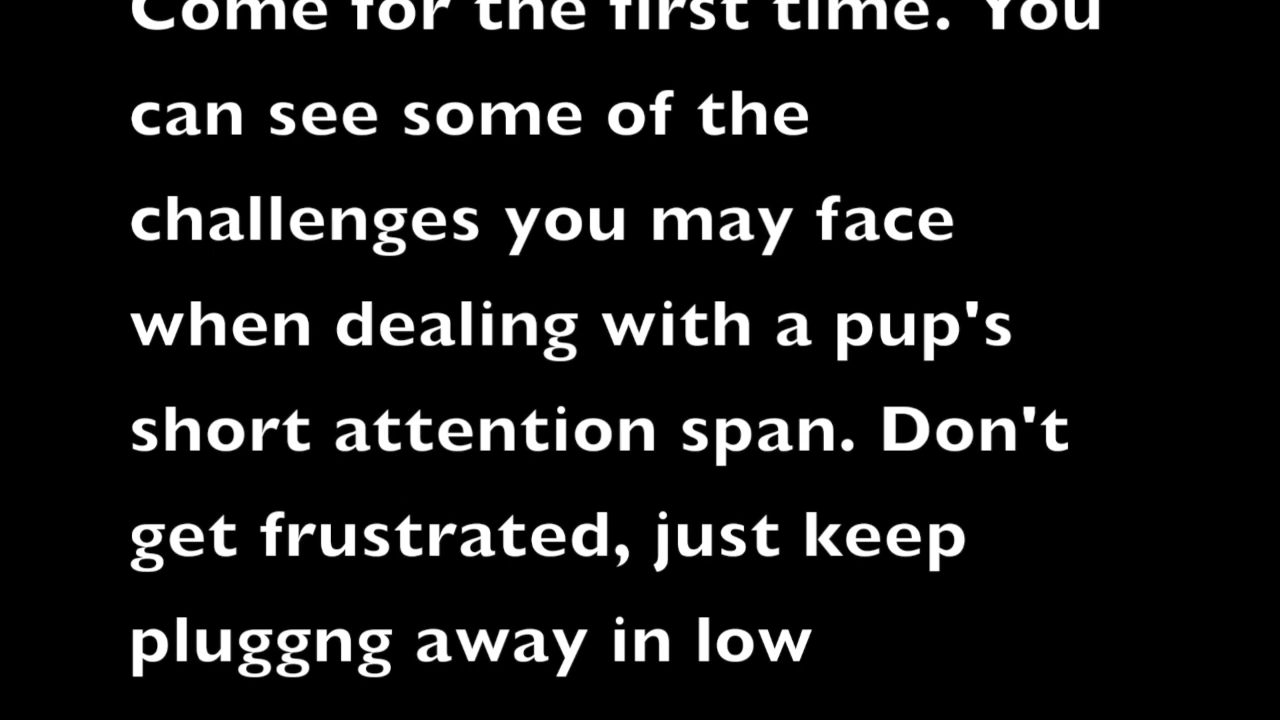 Come for the first time. You
can see some of the
challenges you may face
when dealing with a pup's
short attention span. Don't
get frustrated, just keep
pluggng away in low